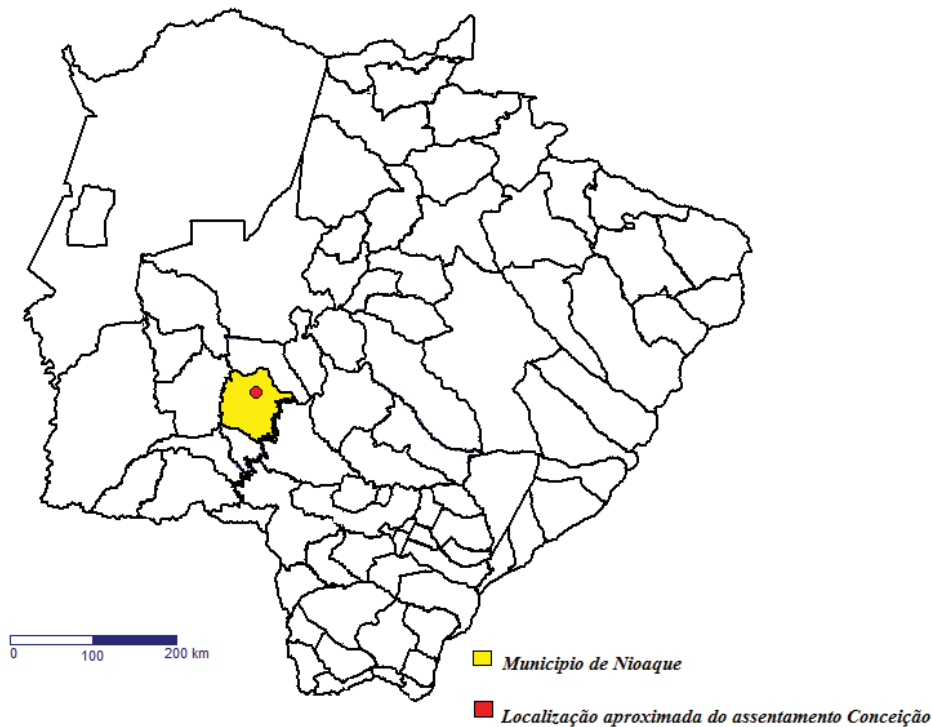 0 100 200 km
Municipio de Nioaque
Localização aproximada do assentamento Conceição